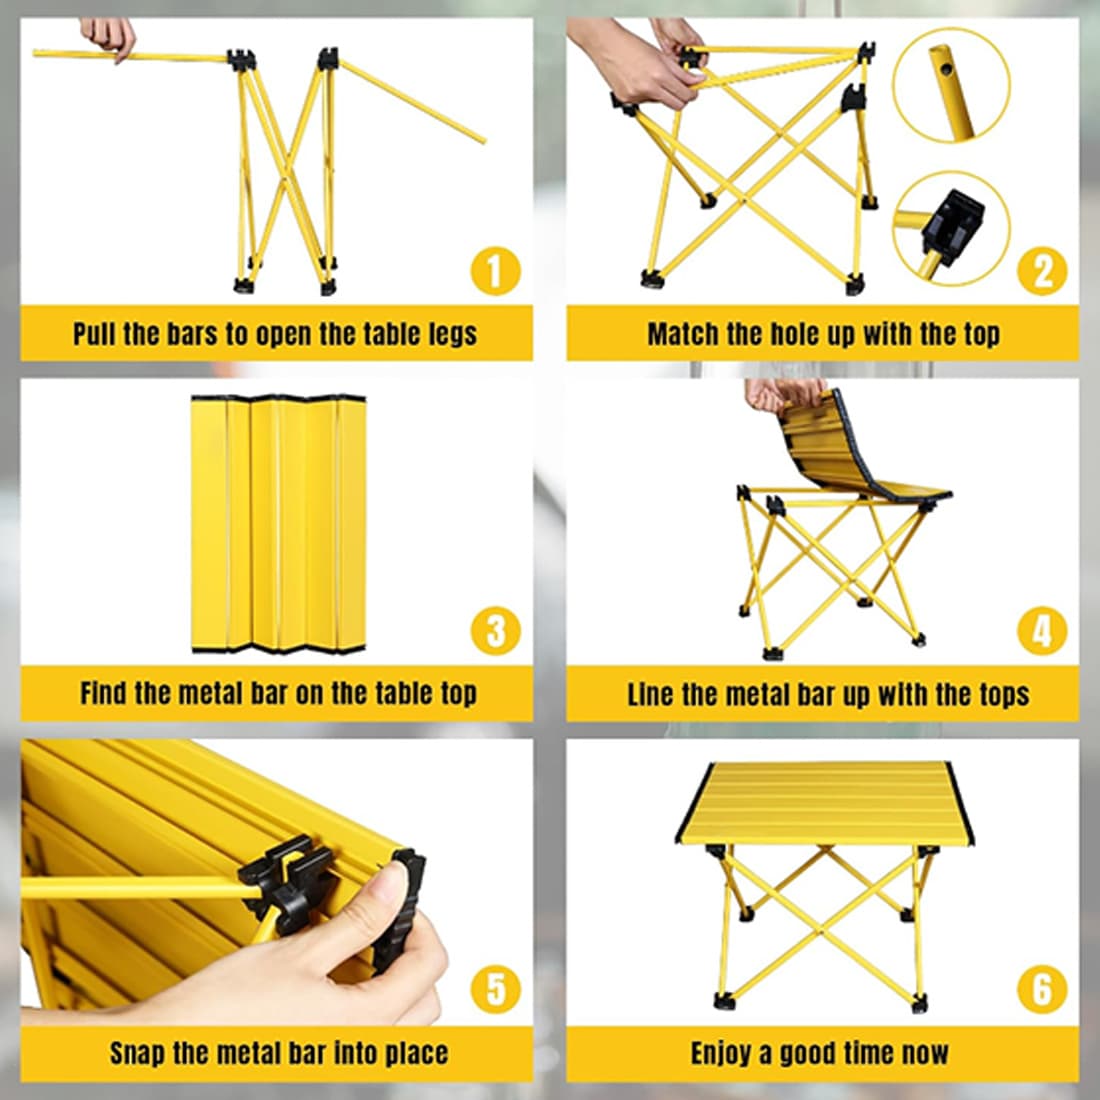 1
Pull the bars to open the table legs
2
Match the hole up with the top
3
Find the metal bar on the table top
4
Line the metal bar up with the tops
5
Snap the metal bar into place
6
Enjoy a good time now